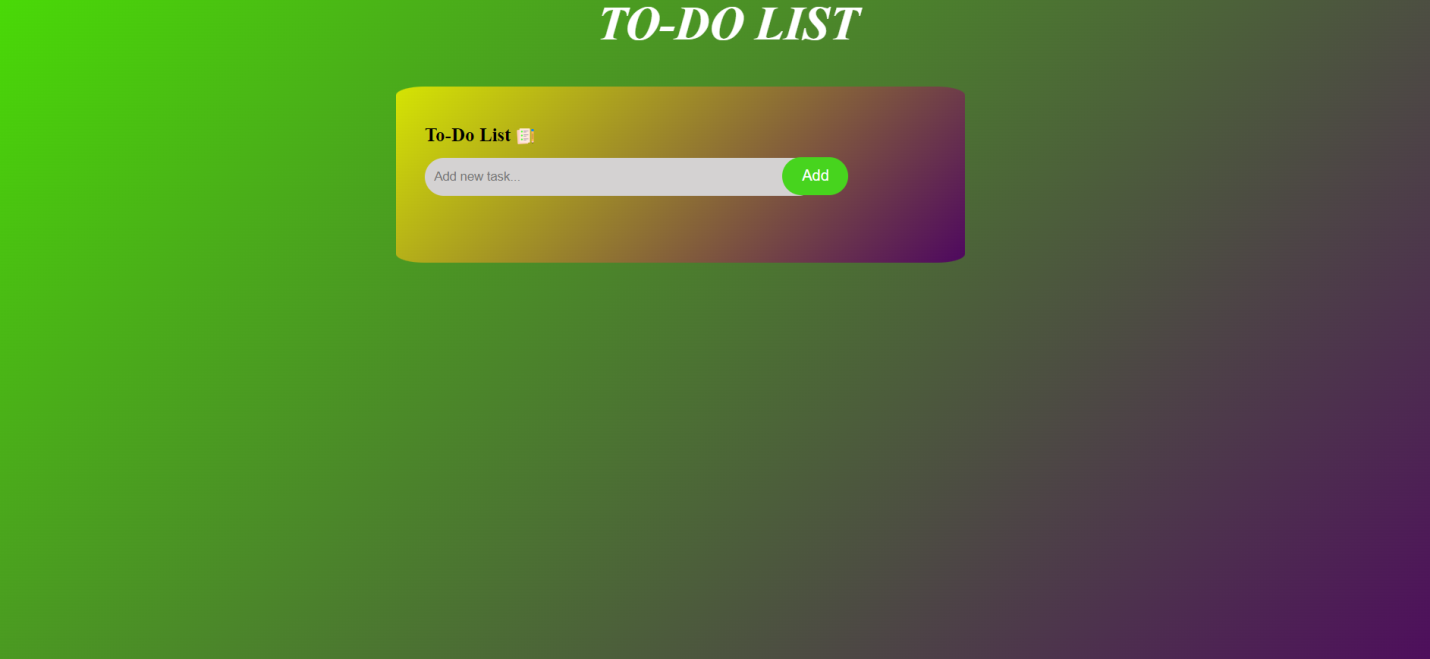 TO-DO LIST
To-Do List
Add new task...
Add